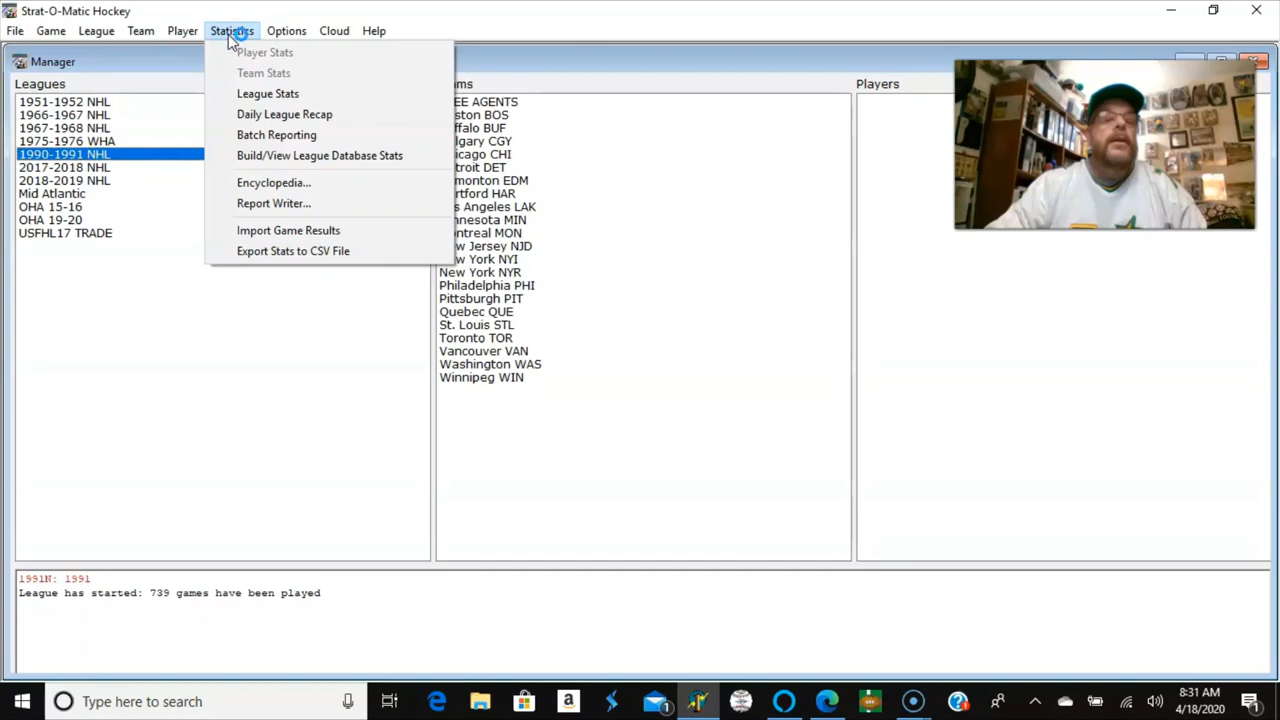 Strat-O-Matic Hockey
File Game League Team Player Statistics Options Cloud Help
Manager
Leagues
1951-1952 NHL
1966-1967 NHL
1967-1968 NHL
1975-1976 WHA
1990-1991 NHL
2017-2018 NHL
2018-2019 NHL
Mid Atlantic
OHA 15-16
OHA 19-20
USFHL17 TRADE
Player Stats
Team Stats
League Stats
Daily League Recap
Batch Reporting
Build/View League Database Stats
Encyclopedia...
Report Writer...
Import Game Results
Export Stats to CSV File
ms
EE AGENTS
ston BOS
ffalo BUF
lgary CGY
icago CHI
troit DET
monton EDM
rtford HAR
s Angeles LAK
nnesota MIN
ntreal MON
w Jersey NJD
w York NYI
New York NYR
Philadelphia PHI
Pittsburgh PIT
Quebec QUE
St. Louis STL
Toronto TOR
Vancouver VAN
Washington WAS
Winnipeg WIN
Players
1991N: 1991
League has started: 739 games have been played
Type here to search
8:31 AM
4/18/2020